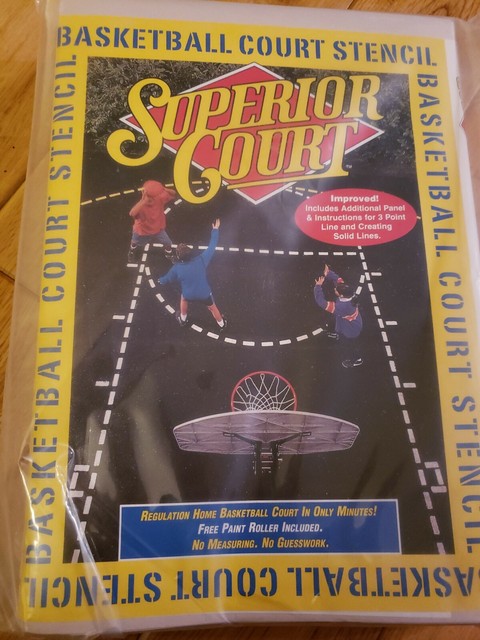 BASKETBALL COURT STENCIL
SUPERIOR
COURT™
Improved!
Includes Additional Panel
& Instructions for 3 Point
Line and Creating
Solid Lines.
BASKETBALL COURT STENCIL
BASKETBALL COURT STENCIL
REGULATION HOME BASKETBALL COURT IN ONLY MINUTES!
FREE PAINT ROLLER INCLUDED.
NO MEASURING. NO GUESSWORK.
BASKETBALL COURT STENCIL